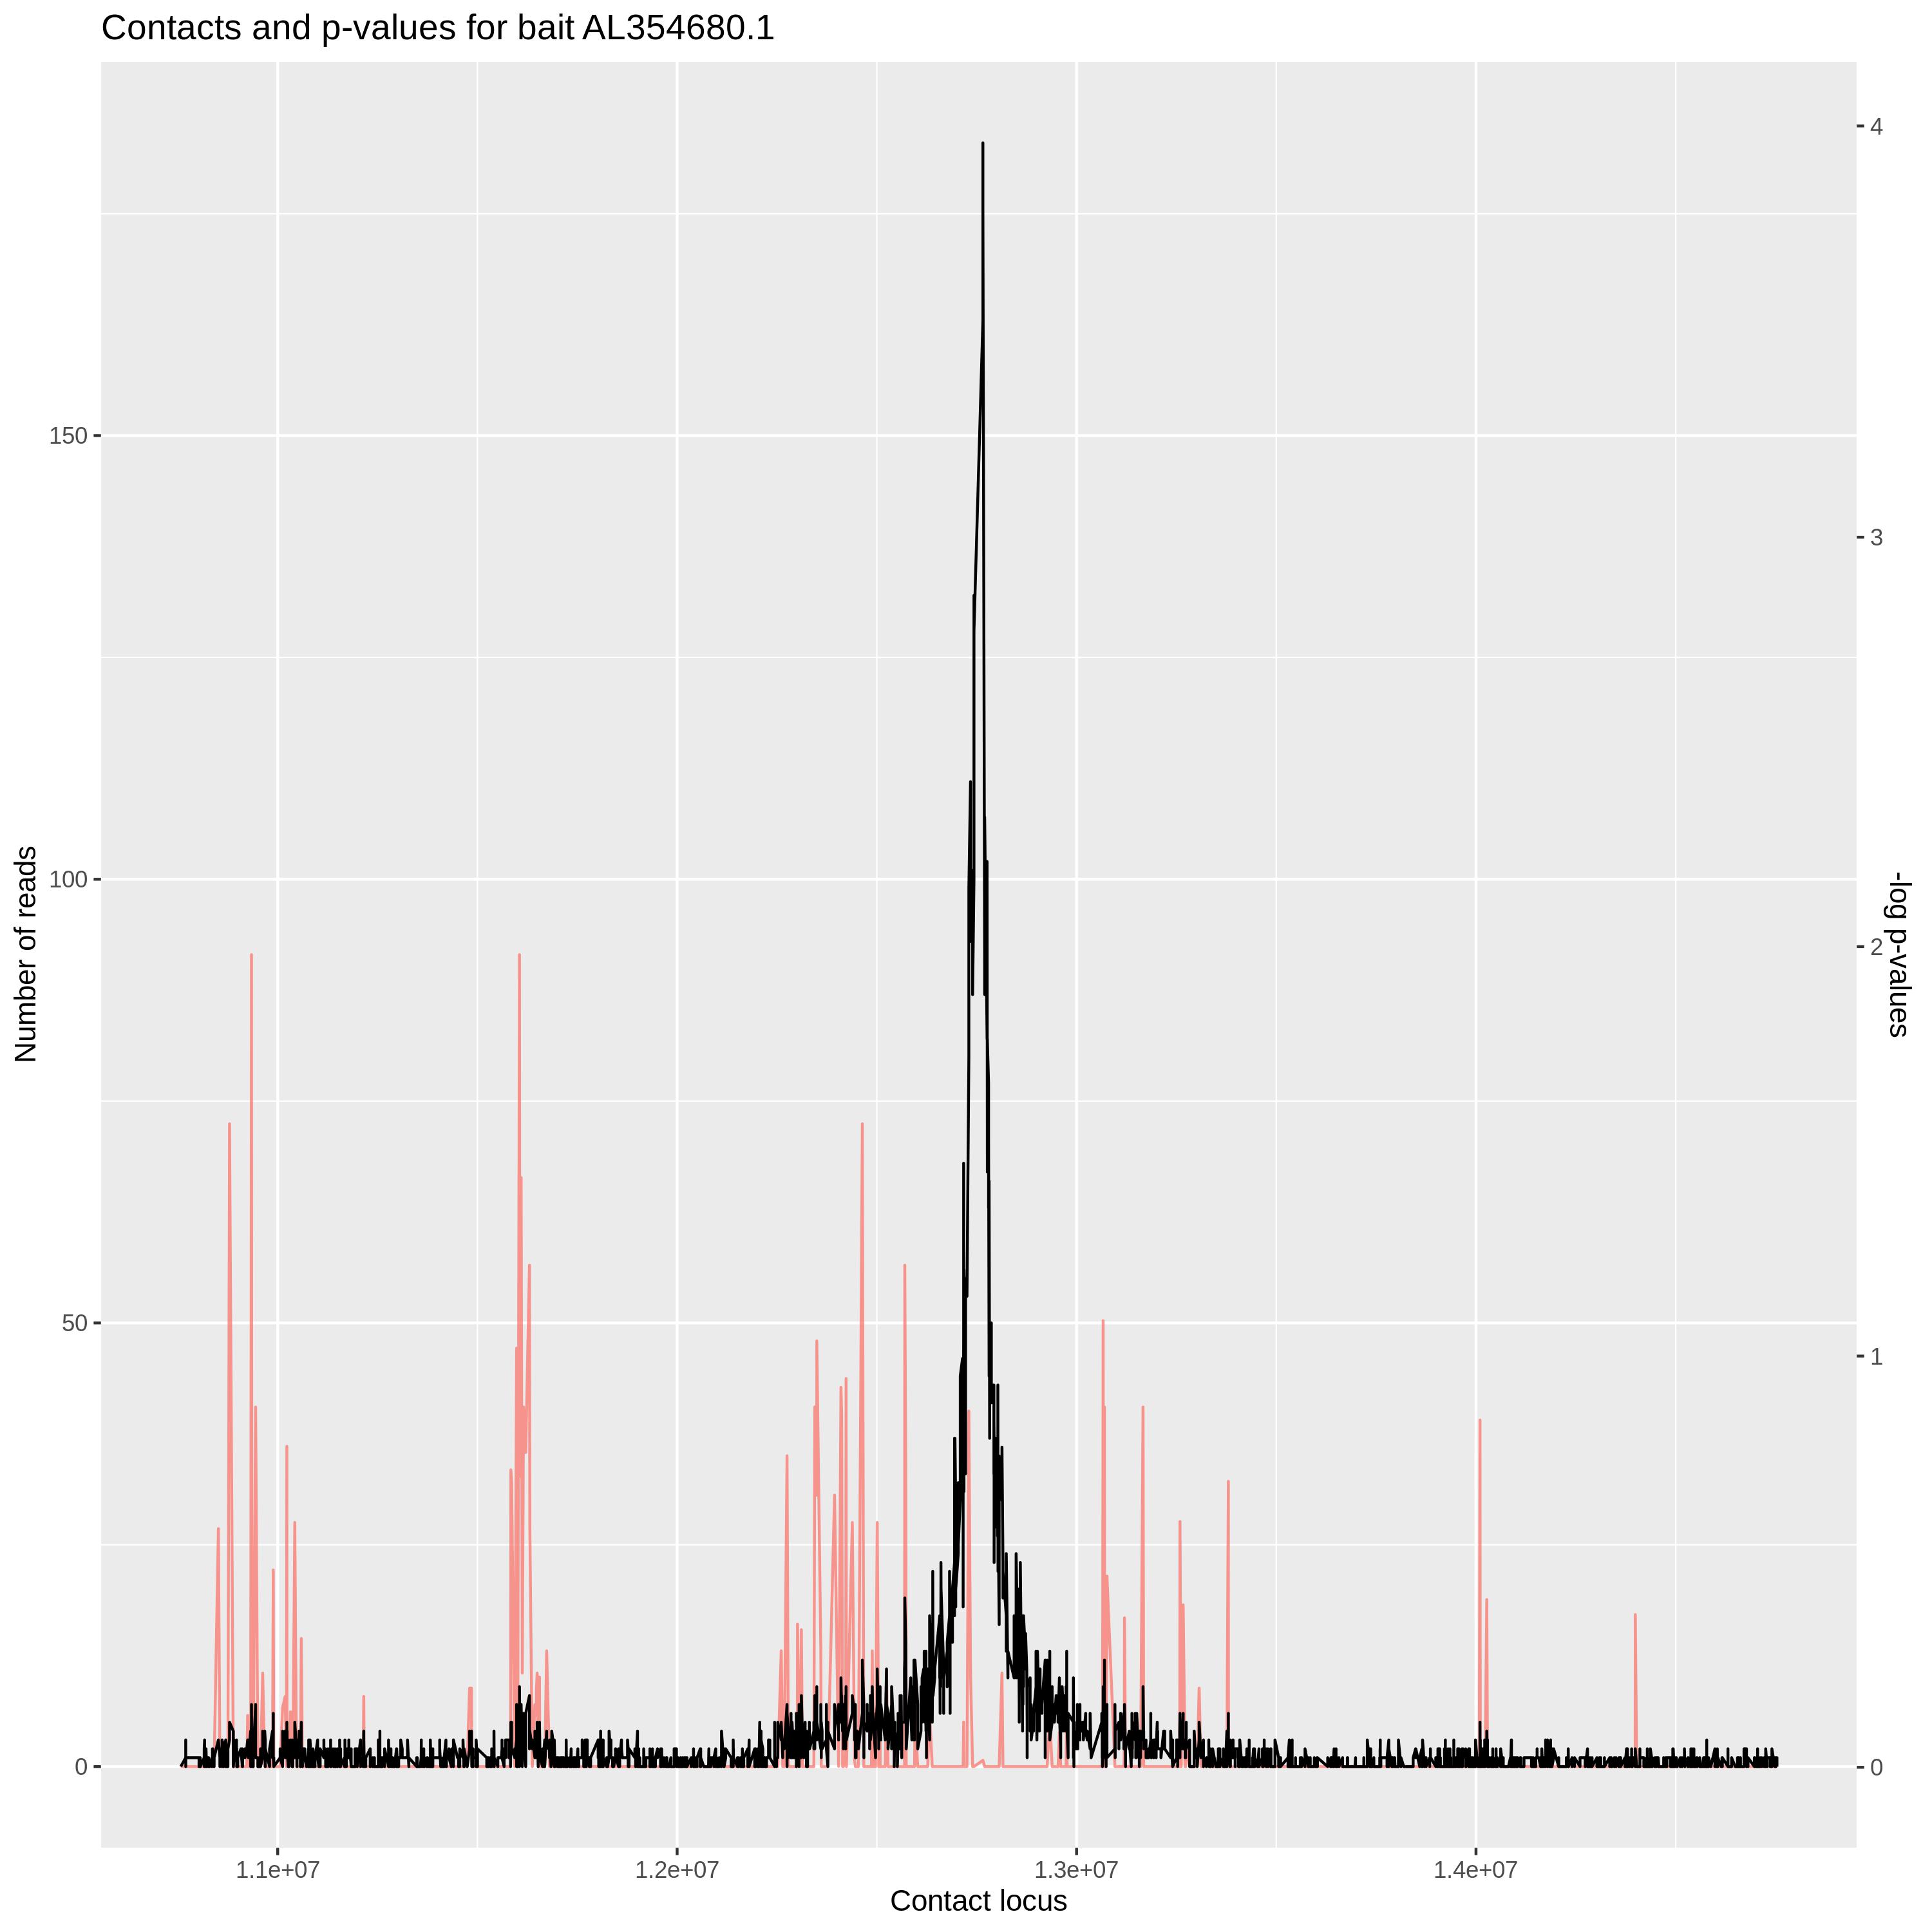 Contacts and p-values for bait AL354680.1
Number of reads
150
100
50
0
4
3
2
1
0
-log p-values
1.1e+07 1.2e+07 1.3e+07 1.4e+07
Contact locus